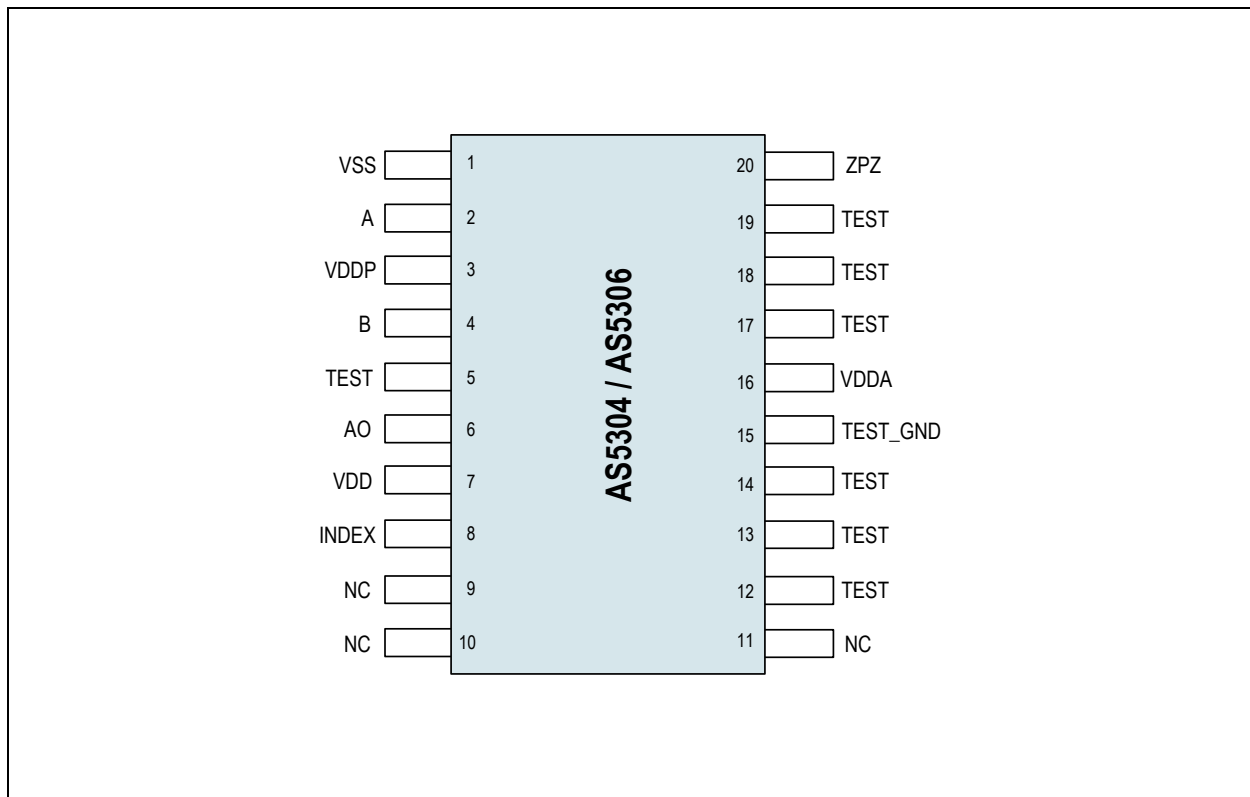 VSS 1 20 ZPZ
A 2 19 TEST
VDDP 3 18 TEST
B 4 17 TEST
TEST 5 16 VDDA
AO 6 15 TEST_GND
VDD 7 14 TEST
INDEX 8 13 TEST
NC 9 12 TEST
NC 10 11 NC
AS5304 / AS5306